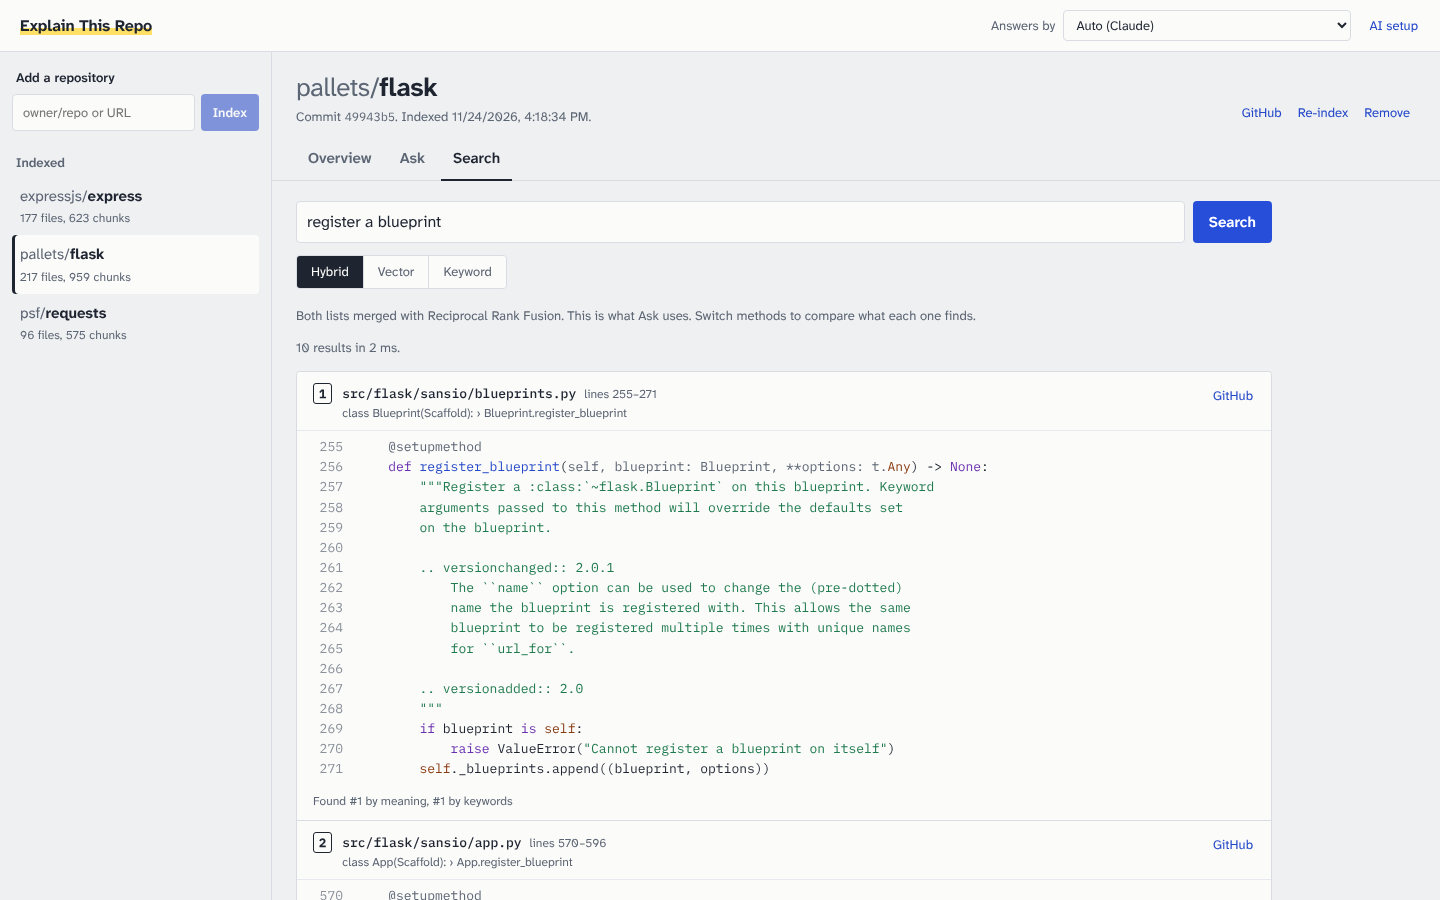 Explain This Repo
Answers by Auto (Claude) AI setup
Add a repository
owner/repo or URL Index
Indexed
expressjs/express
177 files, 623 chunks
pallets/flask
217 files, 959 chunks
psf/requests
96 files, 575 chunks
pallets/flask
Commit 49943b5. Indexed 11/24/2026, 4:18:34 PM.
GitHub Re-index Remove
Overview Ask Search
register a blueprint Search
Hybrid Vector Keyword
Both lists merged with Reciprocal Rank Fusion. This is what Ask uses. Switch methods to compare what each one finds.
10 results in 2 ms.
1 src/flask/sansio/blueprints.py lines 255–271 GitHub
class Blueprint(Scaffold): › Blueprint.register_blueprint
255     @setupmethod
256     def register_blueprint(self, blueprint: Blueprint, **options: t.Any) -> None:
257         """Register a :class:`~flask.Blueprint` on this blueprint. Keyword
258         arguments passed to this method will override the defaults set
259         on the blueprint.
260
261         .. versionchanged:: 2.0.1
262             The ``name`` option can be used to change the (pre-dotted)
263             name the blueprint is registered with. This allows the same
264             blueprint to be registered multiple times with unique names
265             for ``url_for``.
266
267         .. versionadded:: 2.0
268         """
269         if blueprint is self:
270             raise ValueError("Cannot register a blueprint on itself")
271         self._blueprints.append((blueprint, options))
Found #1 by meaning, #1 by keywords
2 src/flask/sansio/app.py lines 570–596 GitHub
class App(Scaffold): › App.register_blueprint
570     @setupmethod